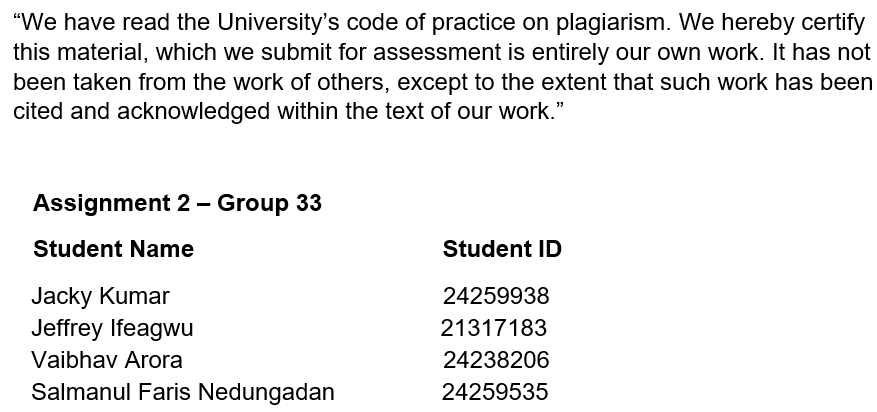 “We have read the University’s code of practice on plagiarism. We hereby certify
this material, which we submit for assessment is entirely our own work. It has not
been taken from the work of others, except to the extent that such work has been
cited and acknowledged within the text of our work.”
Assignment 2 – Group 33
Student Name Student ID
Jacky Kumar 24259938
Jeffrey Ifeagwu 21317183
Vaibhav Arora 24238206
Salmanul Faris Nedungadan 24259535